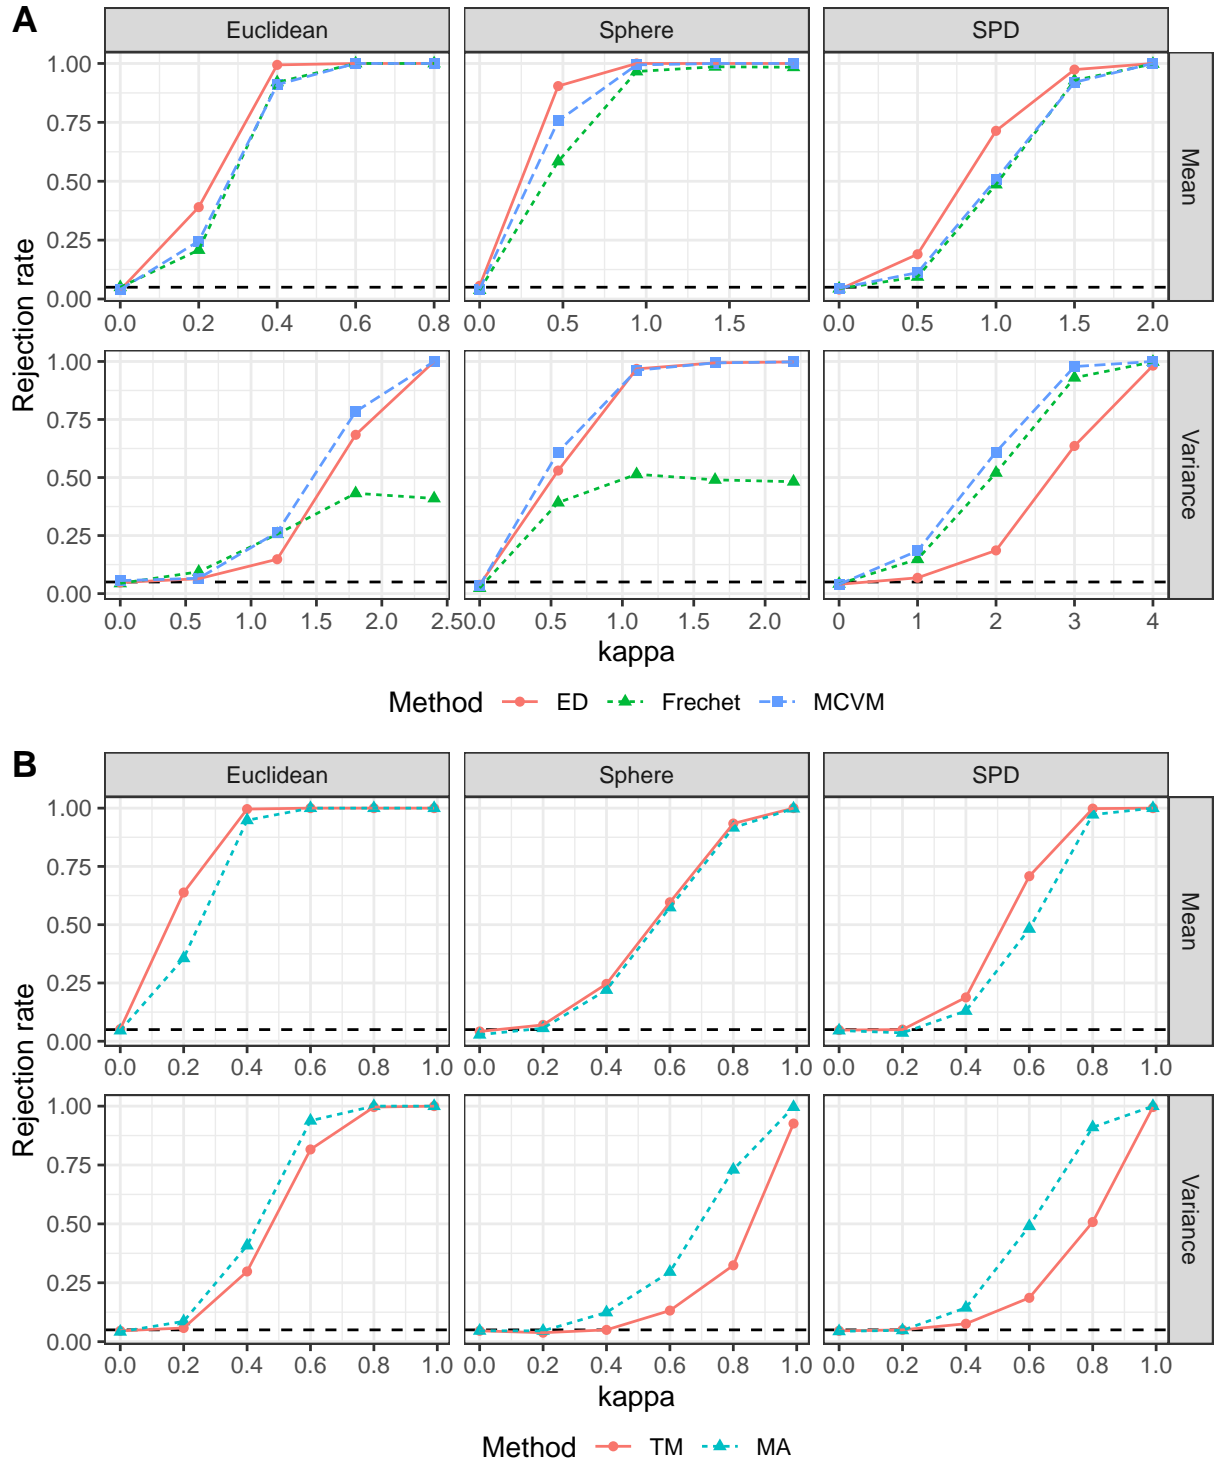 A
Euclidean Sphere SPD
1.00
0.75
0.50
0.25
0.00
0.0 0.2 0.4 0.6 0.8 0.0 0.5 1.0 1.5 0.0 0.5 1.0 1.5 2.0
Mean
Rejection rate
1.00
0.75
0.50
0.25
0.00
0.0 0.5 1.0 1.5 2.0 2.5 0.0 0.5 1.0 1.5 2.0 0 1 2 3 4
Variance
kappa
Method ED Frechet MCVM
B
Euclidean Sphere SPD
1.00
0.75
0.50
0.25
0.00
0.0 0.2 0.4 0.6 0.8 1.0 0.0 0.2 0.4 0.6 0.8 1.0 0.0 0.2 0.4 0.6 0.8 1.0
Mean
Rejection rate
1.00
0.75
0.50
0.25
0.00
0.0 0.2 0.4 0.6 0.8 1.0 0.0 0.2 0.4 0.6 0.8 1.0 0.0 0.2 0.4 0.6 0.8 1.0
Variance
kappa
Method TM MA